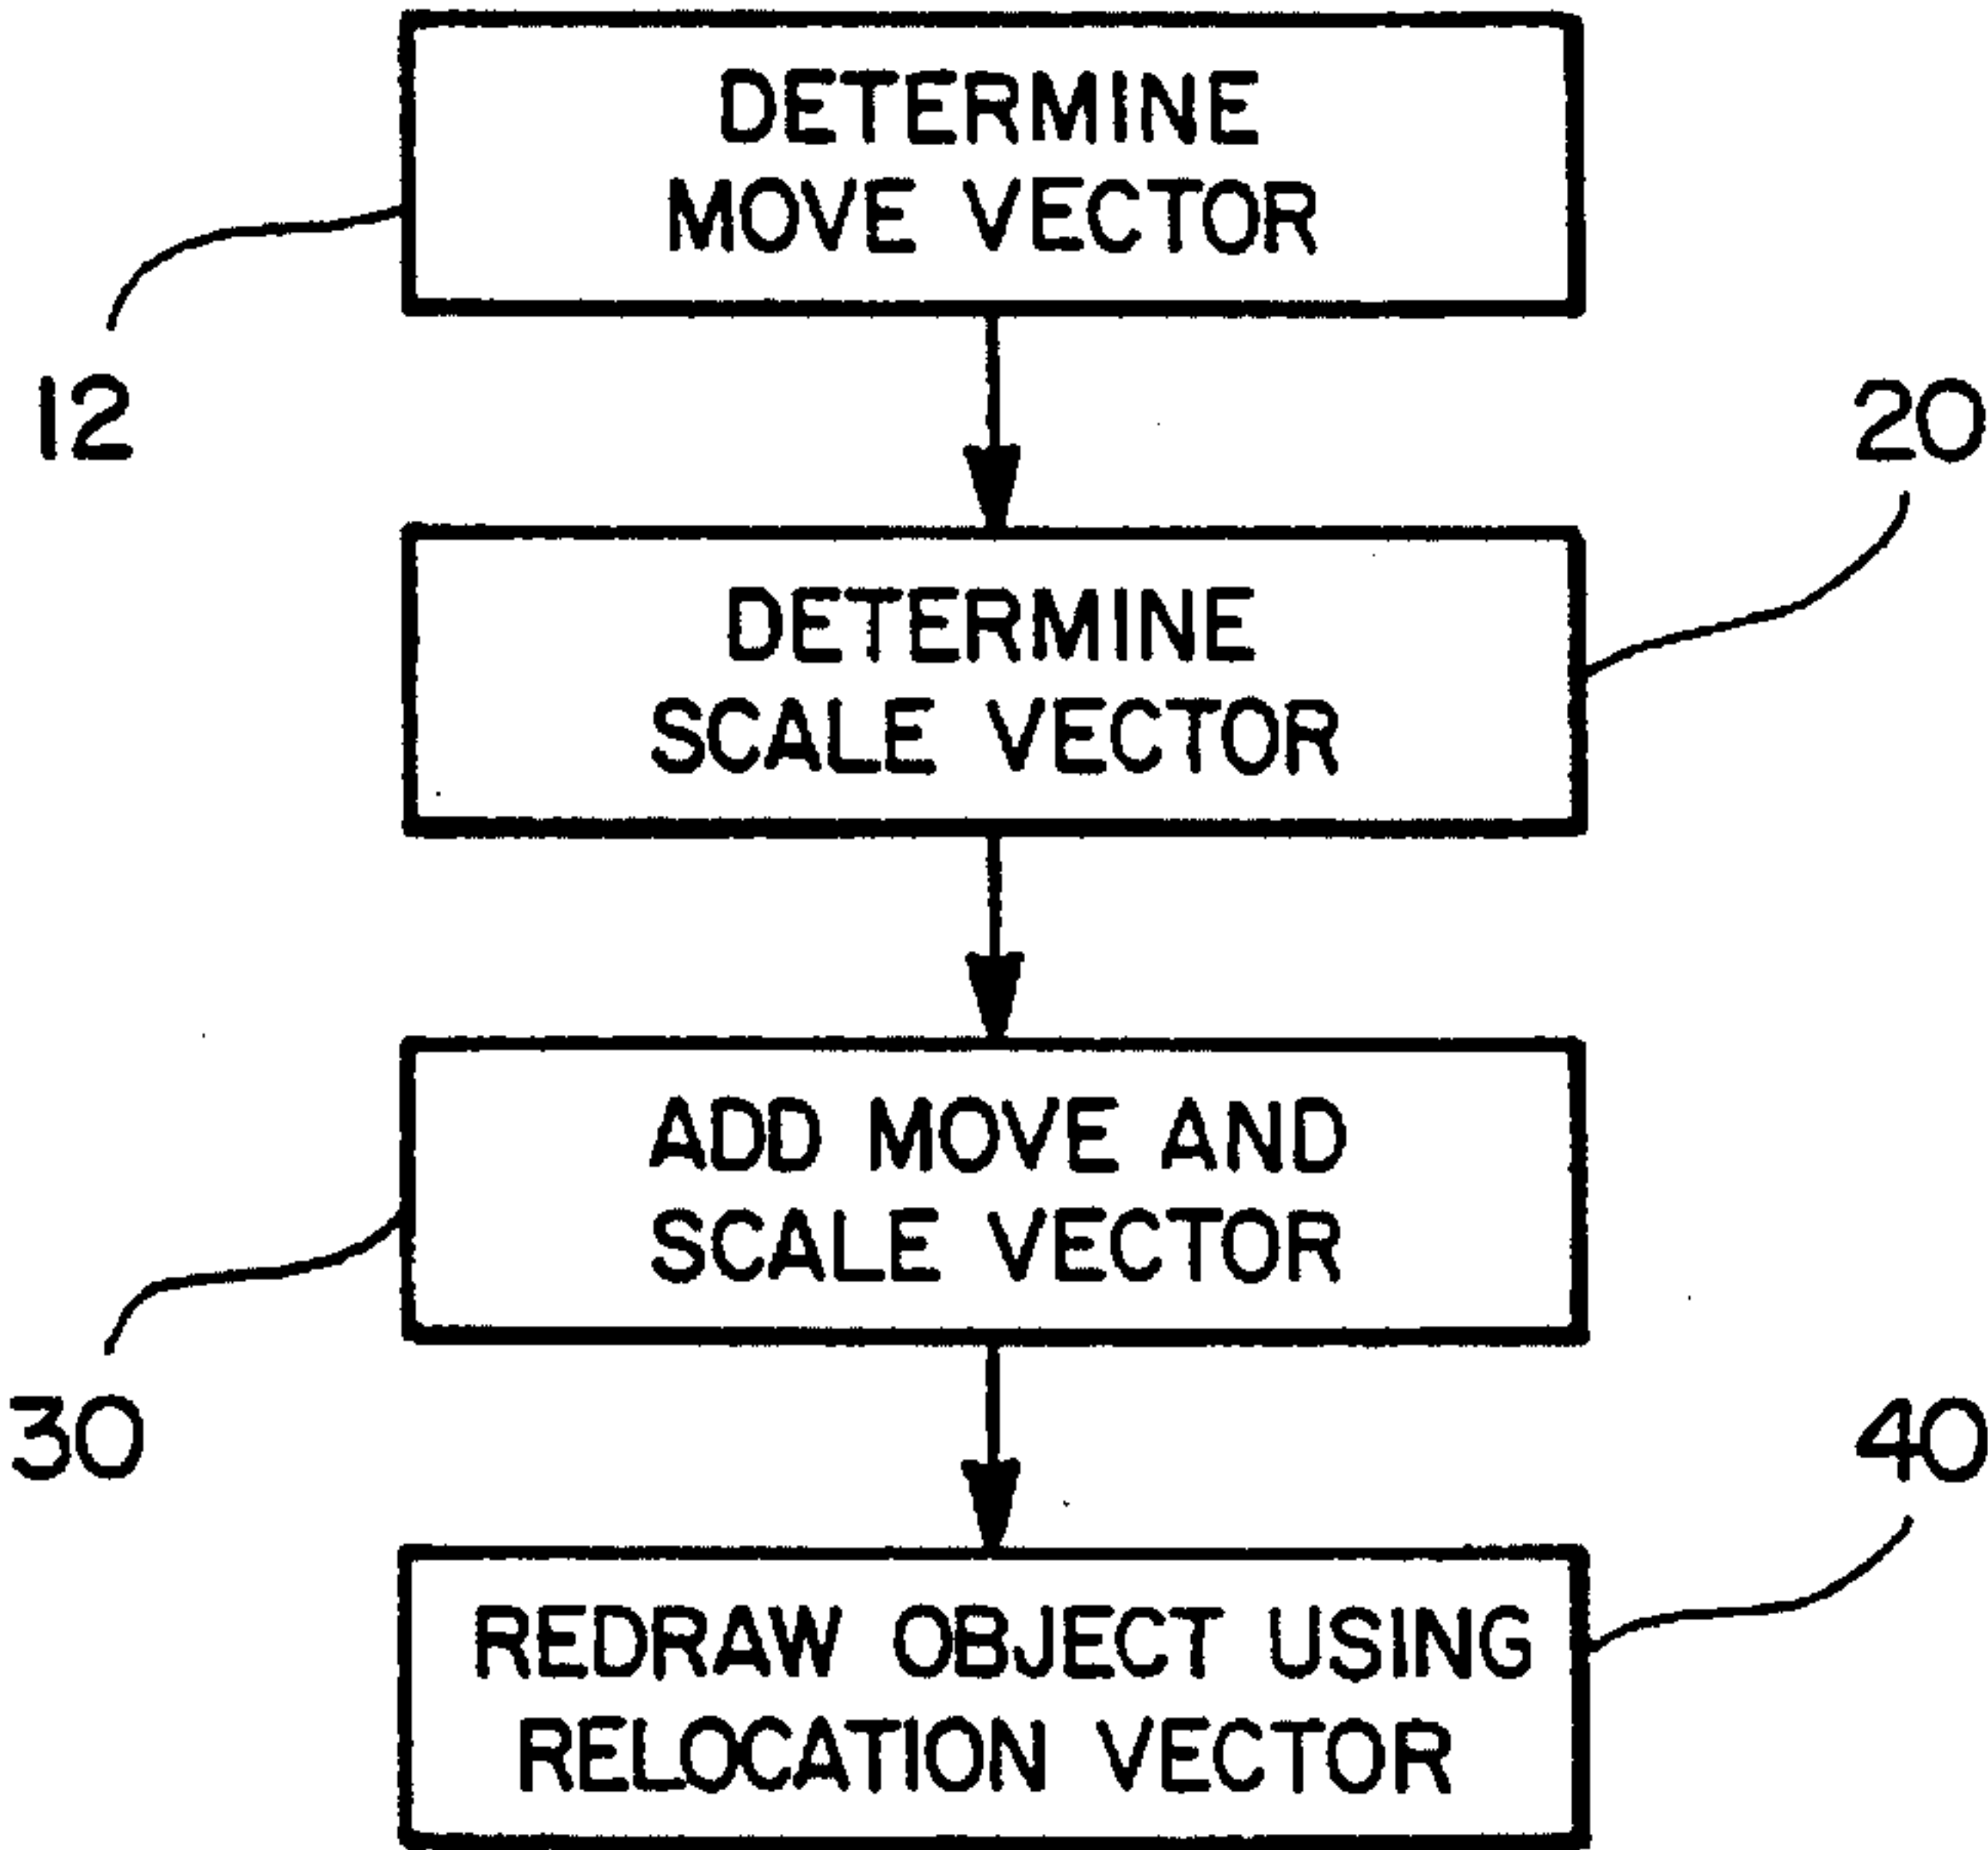 DETERMINE
MOVE VECTOR
12
20
DETERMINE
SCALE VECTOR
ADD MOVE AND
SCALE VECTOR
30
40
REDRAW OBJECT USING
RELOCATION VECTOR